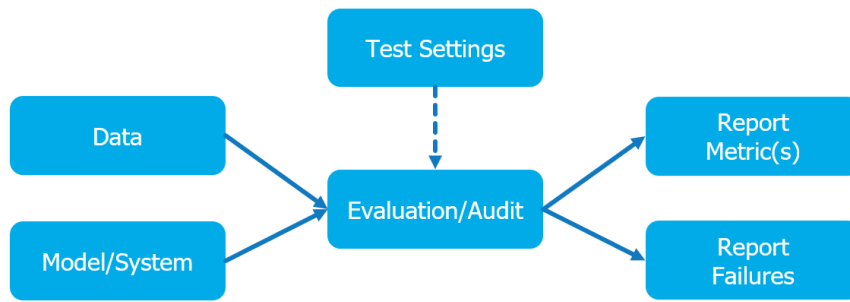 Test Settings
Data
Report
Metric(s)
Evaluation/Audit
Model/System
Report
Failures